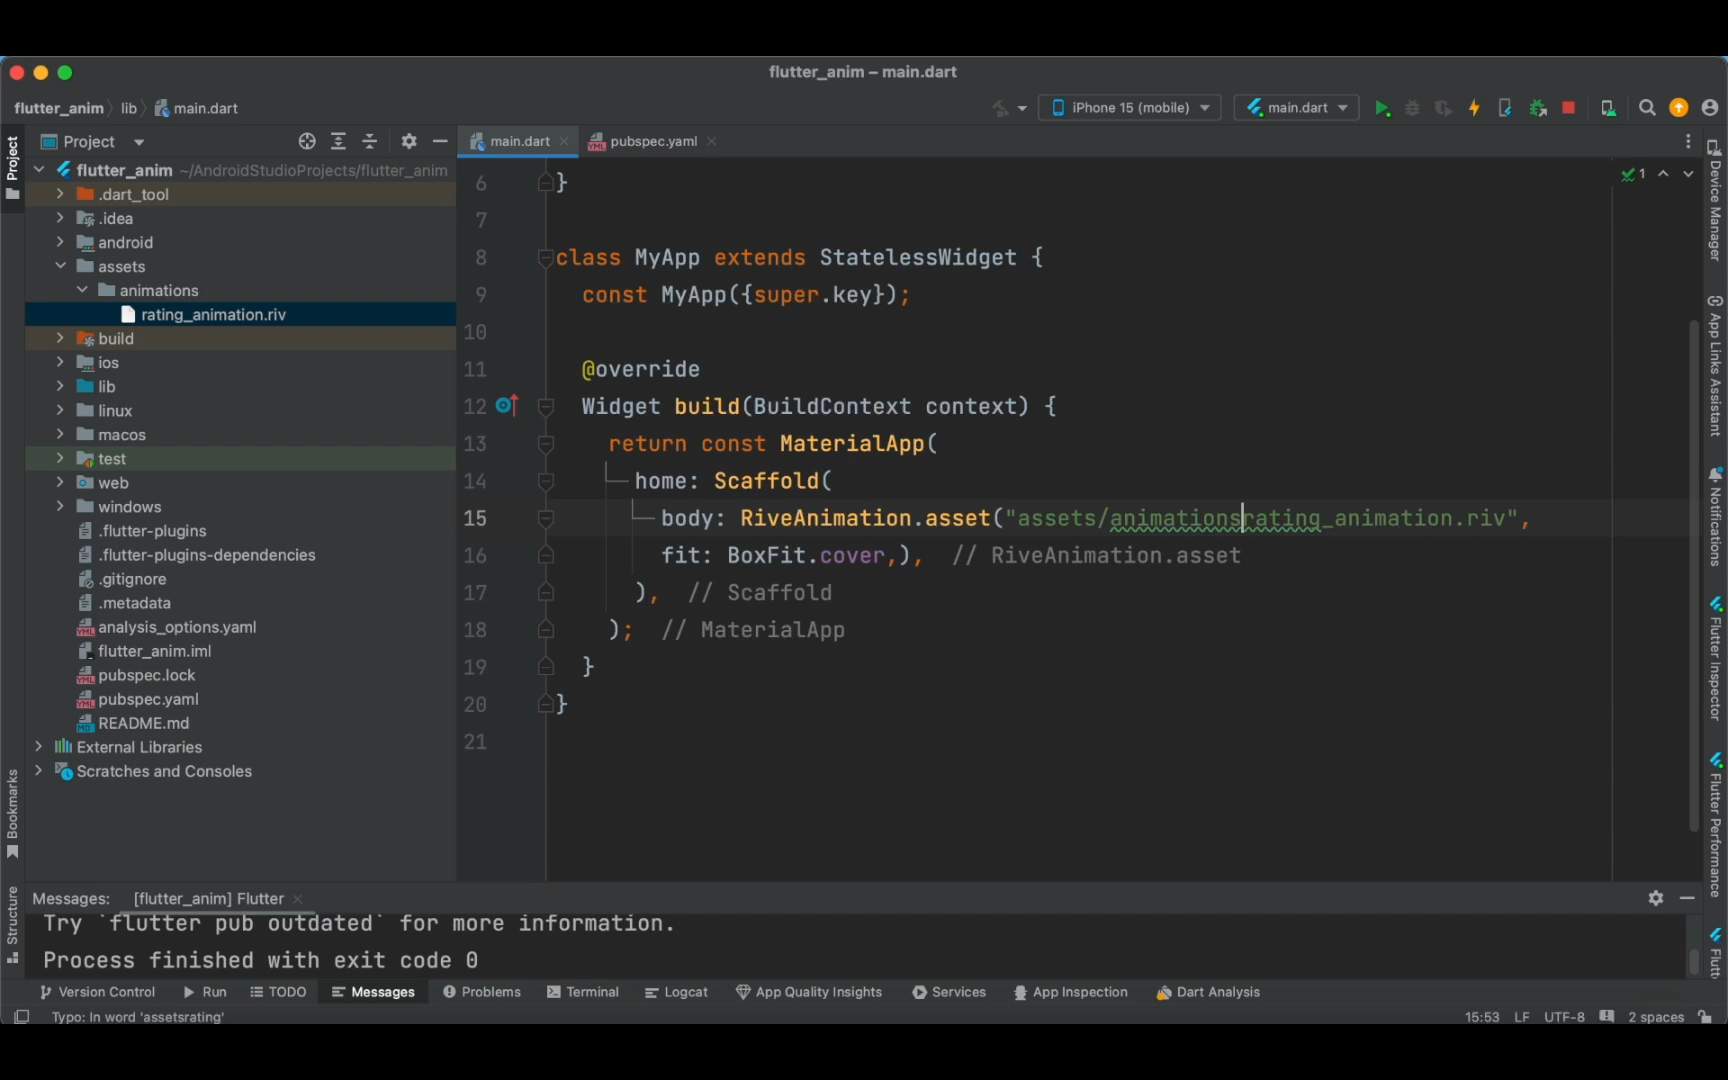 flutter_anim – main.dart
flutter_anim lib main.dart
iPhone 15 (mobile) main.dart
Project
Project
main.dart
pubspec.yaml
flutter_anim ~/AndroidStudioProjects/flutter_anim
.dart_tool
.idea
android
assets
animations
rating_animation.riv
build
ios
lib
linux
macos
test
web
windows
.flutter-plugins
.flutter-plugins-dependencies
.gitignore
.metadata
analysis_options.yaml
flutter_anim.iml
pubspec.lock
pubspec.yaml
README.md
External Libraries
Scratches and Consoles
Bookmarks
Structure
1
6 }
7
8 class MyApp extends StatelessWidget {
9 const MyApp({super.key});
10
11 @override
12 Widget build(BuildContext context) {
13 return const MaterialApp(
14 home: Scaffold(
15 body: RiveAnimation.asset("assets/animationsrating_animation.riv",
16 fit: BoxFit.cover,), // RiveAnimation.asset
17 ), // Scaffold
18 ); // MaterialApp
19 }
20 }
21
Device Manager
App Links Assistant
Notifications
Flutter Inspector
Flutter Performance
Flutt
Messages: [flutter_anim] Flutter
Try `flutter pub outdated` for more information.
Process finished with exit code 0
Version Control Run TODO Messages Problems Terminal Logcat App Quality Insights Services App Inspection Dart Analysis
Typo: In word 'assetsrating' 15:53 LF UTF-8 2 spaces